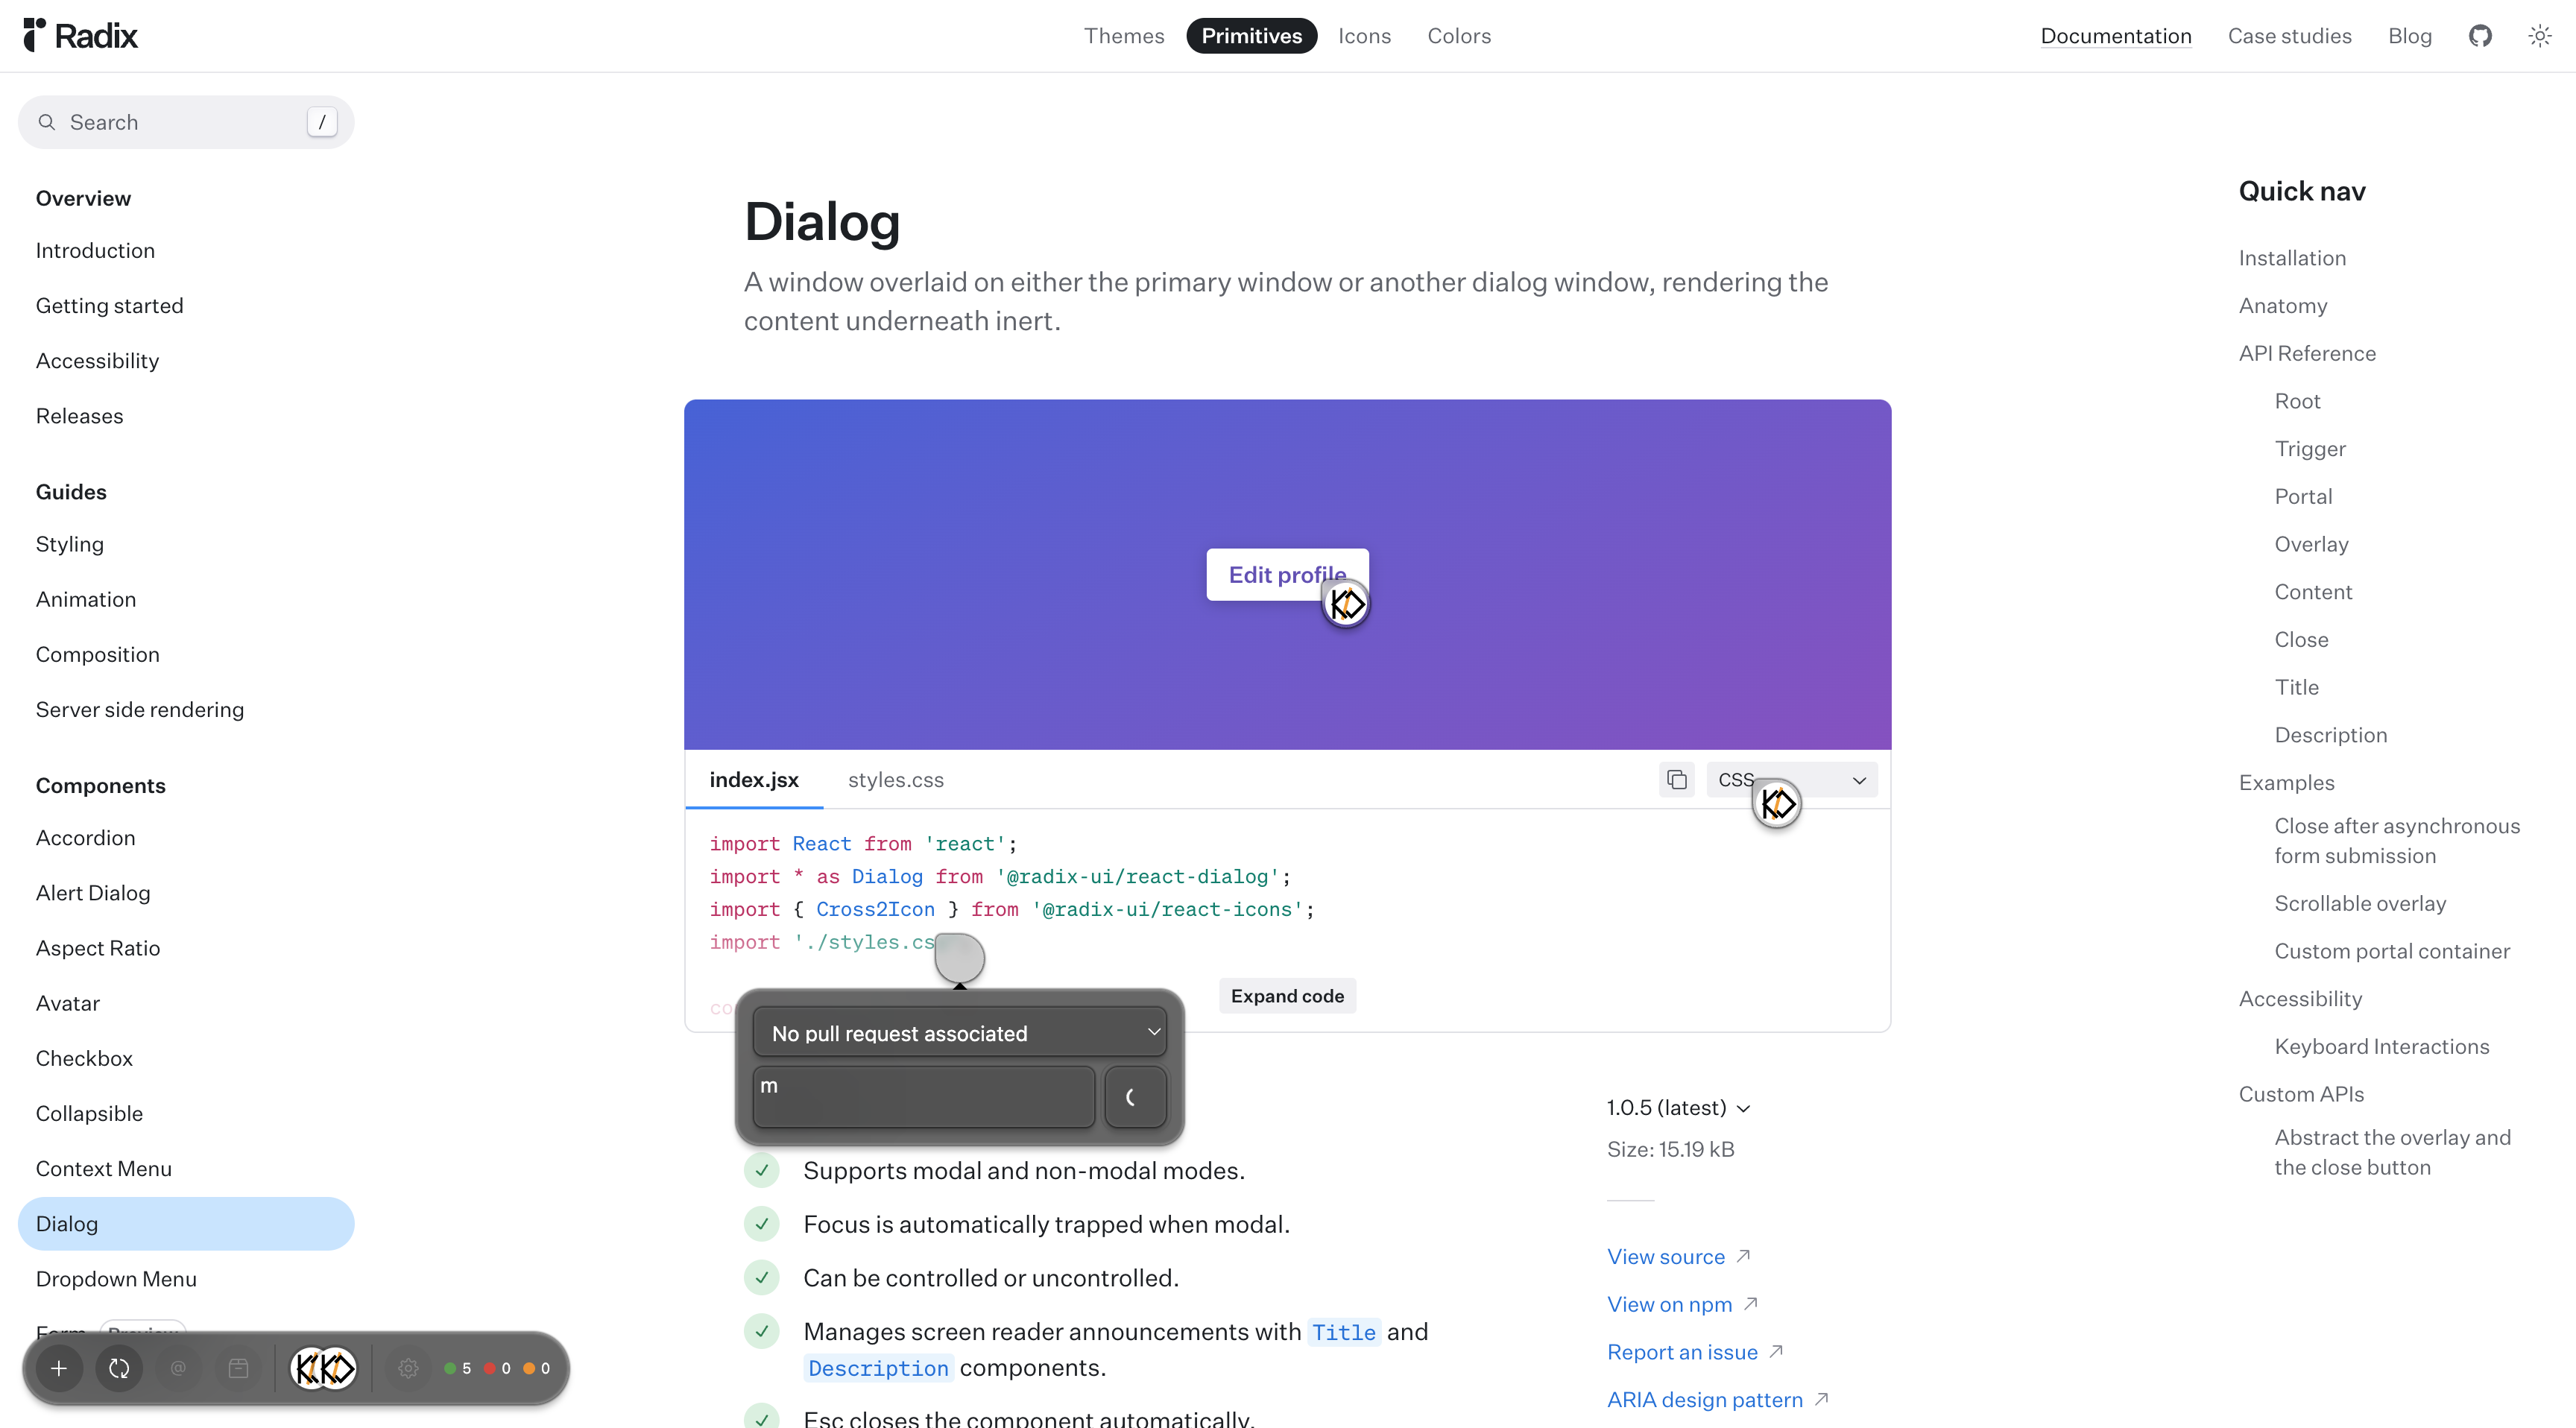 Radix
Themes
Primitives
Icons
Colors
Documentation
Case studies
Blog
Search
/
Overview
Introduction
Getting started
Accessibility
Releases
Guides
Styling
Animation
Composition
Server side rendering
Components
Accordion
Alert Dialog
Aspect Ratio
Avatar
Checkbox
Collapsible
Context Menu
Dialog
Dropdown Menu
Form Preview
@
5
0
0
Dialog
A window overlaid on either the primary window or another dialog window, rendering the
content underneath inert.
Edit profile
index.jsx
styles.css
CSS
import React from 'react';
import * as Dialog from '@radix-ui/react-dialog';
import { Cross2Icon } from '@radix-ui/react-icons';
import './styles.cs
co
Expand code
No pull request associated
m
Supports modal and non-modal modes.
Focus is automatically trapped when modal.
Can be controlled or uncontrolled.
Manages screen reader announcements with Title and
Description components.
Esc closes the component automatically.
1.0.5 (latest)
Size: 15.19 kB
View source
View on npm
Report an issue
ARIA design pattern
Quick nav
Installation
Anatomy
API Reference
Root
Trigger
Portal
Overlay
Content
Close
Title
Description
Examples
Close after asynchronous
form submission
Scrollable overlay
Custom portal container
Accessibility
Keyboard Interactions
Custom APIs
Abstract the overlay and
the close button